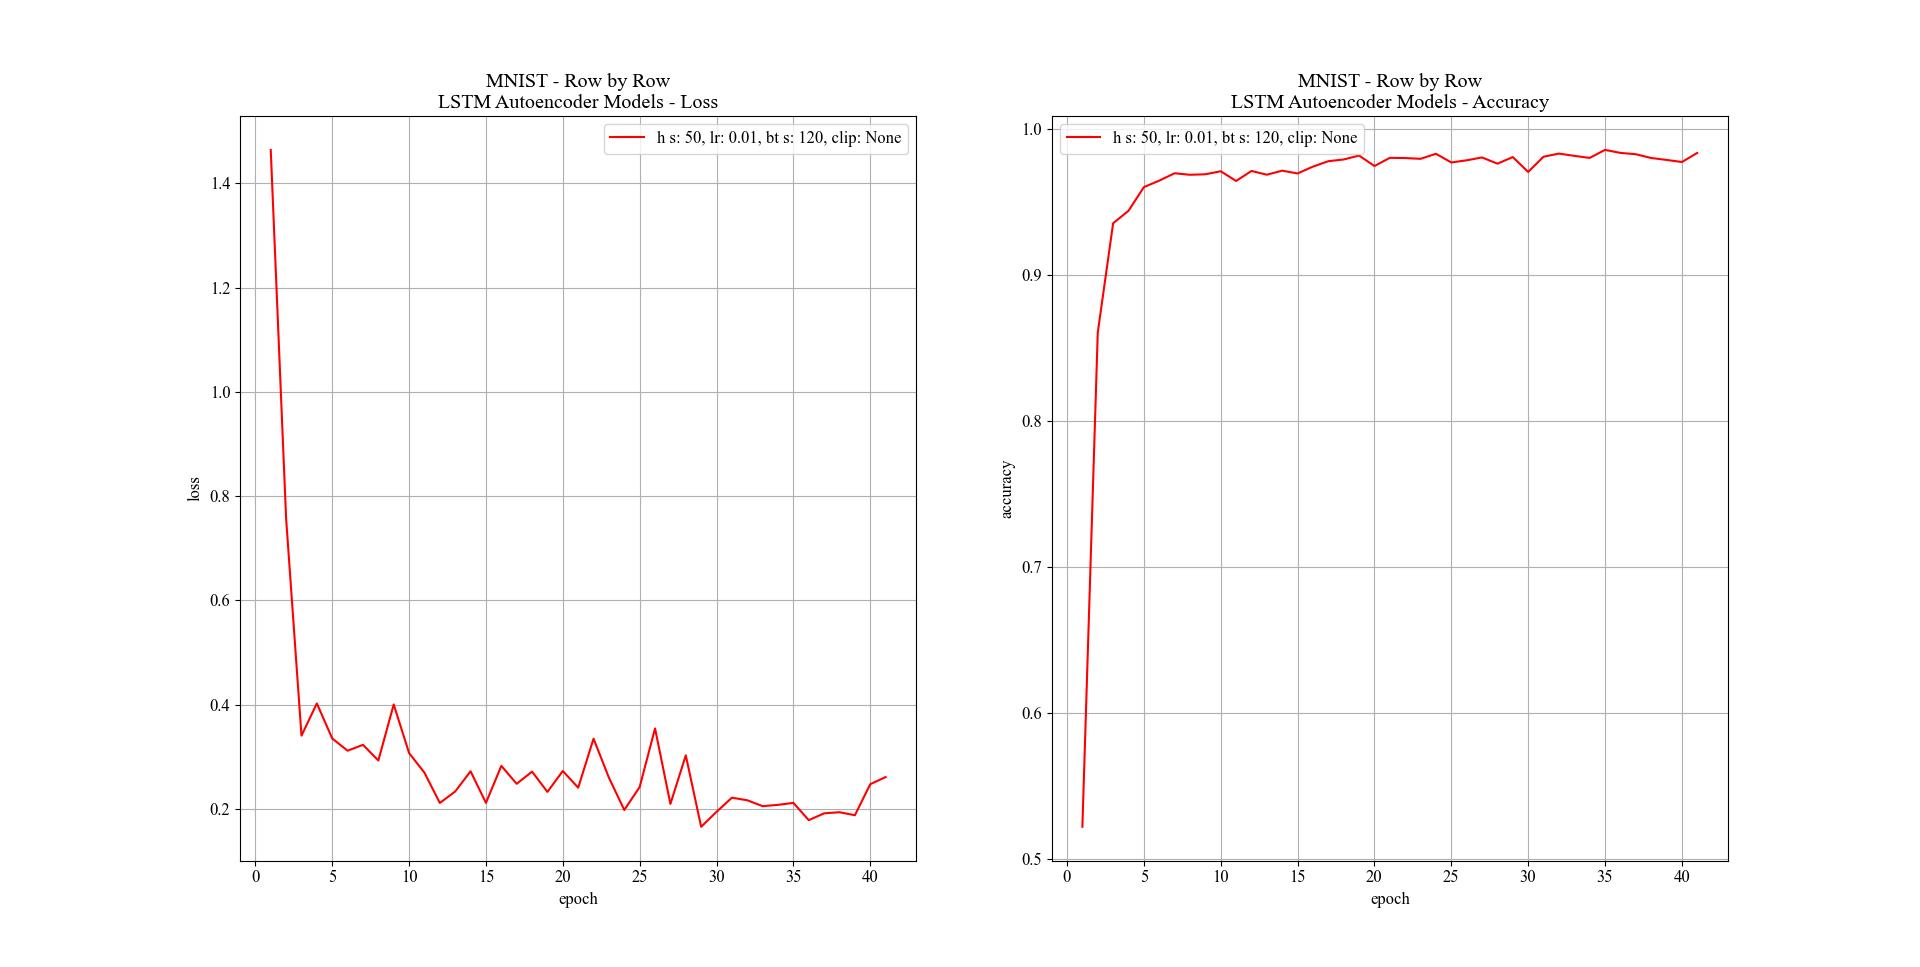 MNIST - Row by Row
LSTM Autoencoder Models - Loss
h s: 50, lr: 0.01, bt s: 120, clip: None
1.4
1.2
1.0
0.8
0.6
0.4
0.2
loss
0 5 10 15 20 25 30 35 40
epoch
MNIST - Row by Row
LSTM Autoencoder Models - Accuracy
h s: 50, lr: 0.01, bt s: 120, clip: None
1.0
0.9
0.8
0.7
0.6
0.5
accuracy
0 5 10 15 20 25 30 35 40
epoch